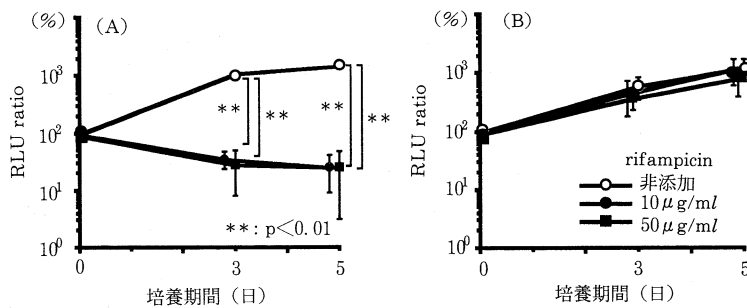 (%) (A)
RLU ratio
10³
10²
10¹
10⁰
** ** ** **
**: p<0.01
0 3 5
培養期間(日)
(%) (B)
RLU ratio
10³
10²
10¹
10⁰
rifampicin
非添加
10μg/ml
50μg/ml
0 3 5
培養期間(日)